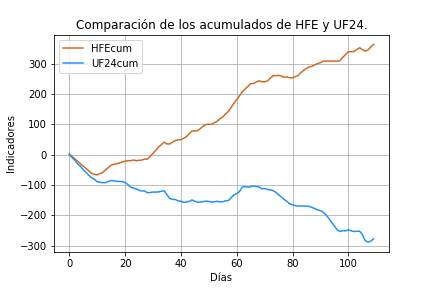 Comparación de los acumulados de HFE y UF24.
HFEcum
UF24cum
Indicadores
300
200
100
0
−100
−200
−300
0
20
40
60
80
100
Días